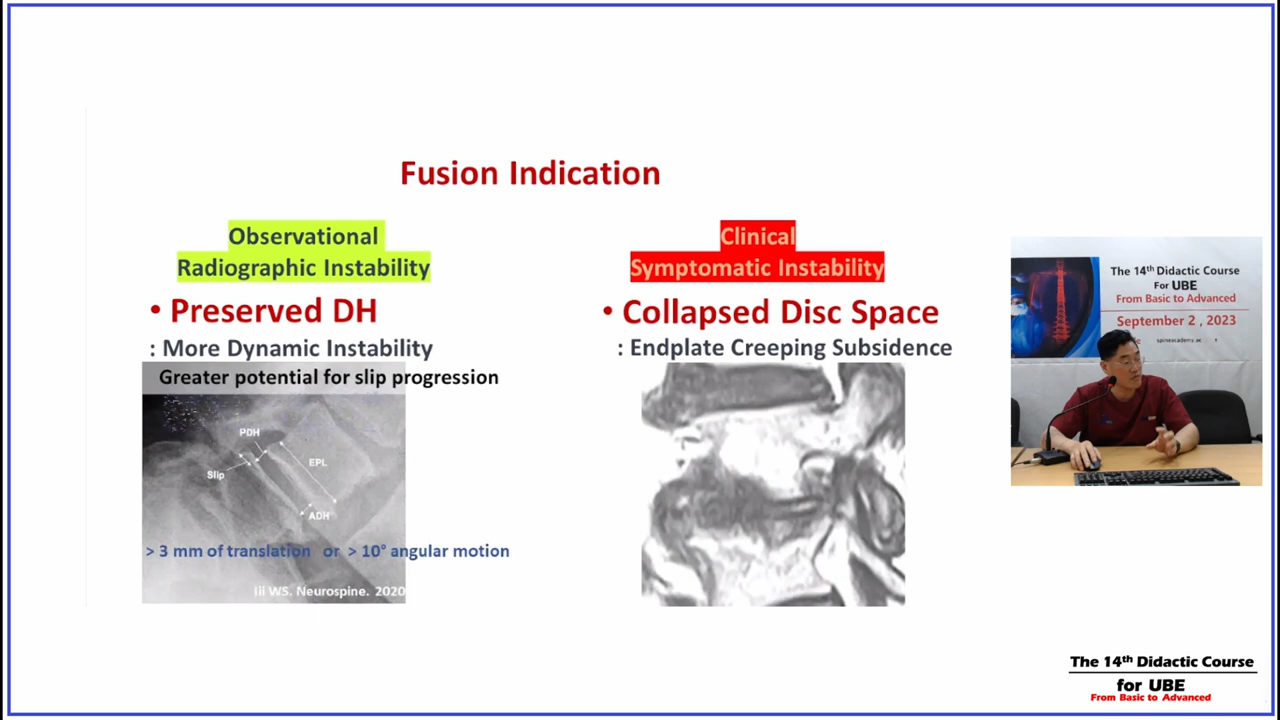 Fusion Indication
Observational
Radiographic Instability
• Preserved DH
: More Dynamic Instability
Greater potential for slip progression
PDH
Slip
EPL
ADH
> 3 mm of translation or > 10° angular motion
WS. Neurospine. 2020
Clinical
Symptomatic Instability
• Collapsed Disc Space
: Endplate Creeping Subsidence
The 14th Didactic Course
For UBE
From Basic to Advanced
September 2 , 2023
The 14th Didactic Course
for UBE
From Basic to Advanced